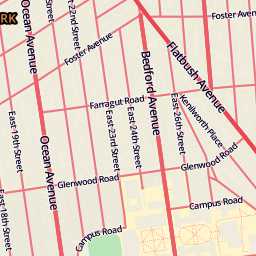 Ocean Avenue
22nd Street
Foster Avenue
Foster Avenue
RK
Flatbush Avenue
Bedford Avenue
Farragut Road
East 19th Street
East 23rd Street
East 24th Street
East 26th Street
Kenilworth Place
Ocean Avenue
Glenwood Road
Glenwood Road
East 18th Street
Campus Road
Campus Road